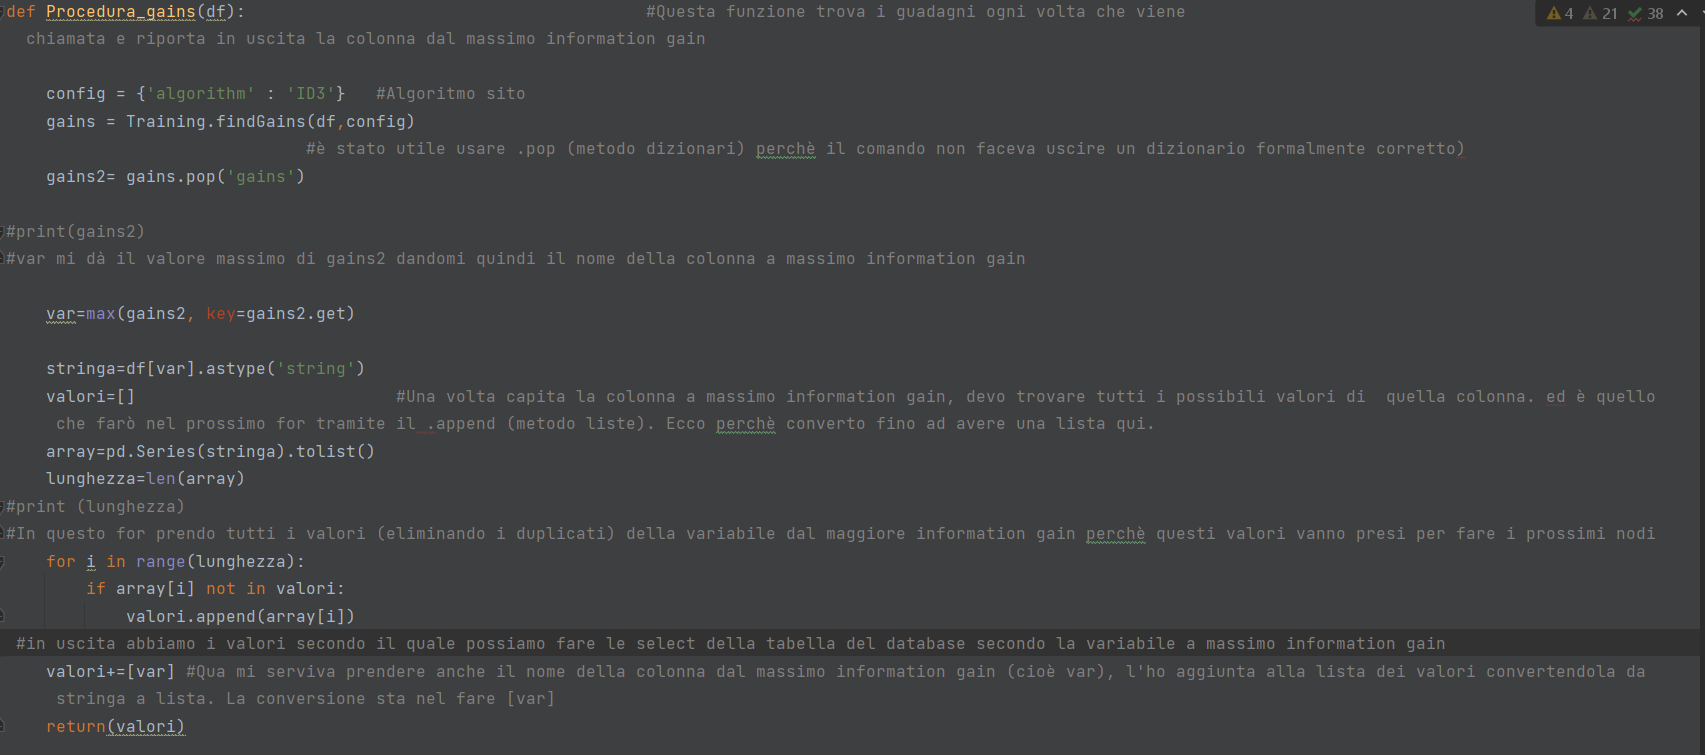 def Procedura_gains(df): #Questa funzione trova i guadagni ogni volta che viene
chiamata e riporta in uscita la colonna dal massimo information gain
4 21 38
config = {'algorithm' : 'ID3'} #Algoritmo sito
gains = Training.findGains(df,config)
#è stato utile usare .pop (metodo dizionari) perchè il comando non faceva uscire un dizionario formalmente corretto)
gains2= gains.pop('gains')
#print(gains2)
#var mi dà il valore massimo di gains2 dandomi quindi il nome della colonna a massimo information gain
var=max(gains2, key=gains2.get)
stringa=df[var].astype('string')
valori=[] #Una volta capita la colonna a massimo information gain, devo trovare tutti i possibili valori di  quella colonna. ed è quello
che farò nel prossimo for tramite il .append (metodo liste). Ecco perchè converto fino ad avere una lista qui.
array=pd.Series(stringa).tolist()
lunghezza=len(array)
#print (lunghezza)
#In questo for prendo tutti i valori (eliminando i duplicati) della variabile dal maggiore information gain perchè questi valori vanno presi per fare i prossimi nodi
for i in range(lunghezza):
if array[i] not in valori:
valori.append(array[i])
#in uscita abbiamo i valori secondo il quale possiamo fare le select della tabella del database secondo la variabile a massimo information gain
valori+=[var] #Qua mi serviva prendere anche il nome della colonna dal massimo information gain (cioè var), l'ho aggiunta alla lista dei valori convertendola da
stringa a lista. La conversione sta nel fare [var]
return(valori)